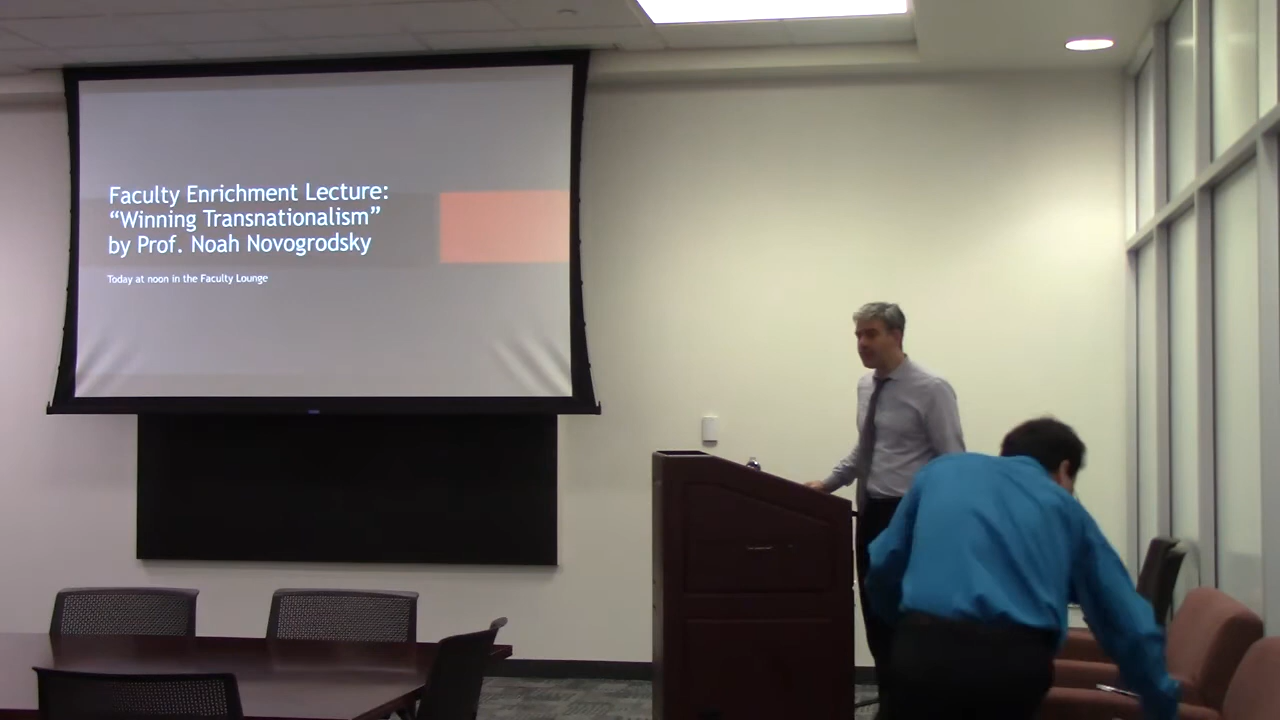 Faculty Enrichment Lecture:
“Winning Transnationalism”
by Prof. Noah Novogrodsky
Today at noon in the Faculty Lounge